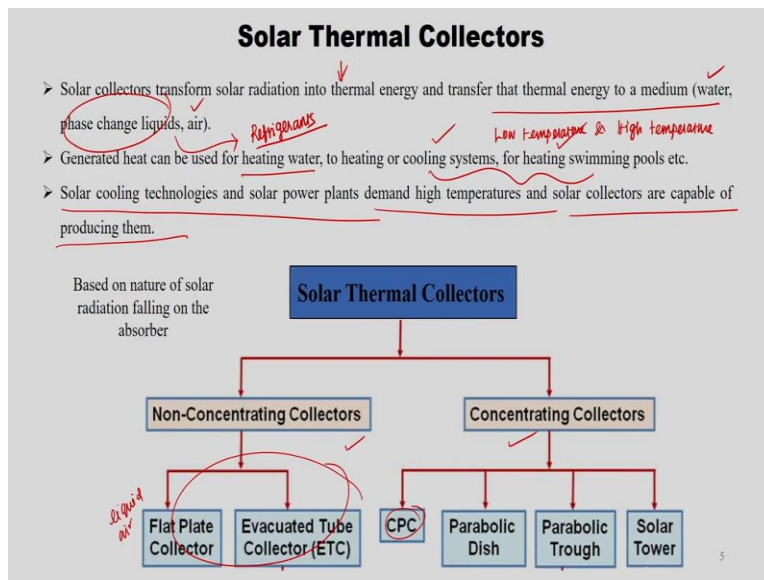 Solar Thermal Collectors
➤ Solar collectors transform solar radiation into thermal energy and transfer that thermal energy to a medium (water,
phase change liquids, air).
Refrigerants
Low temperature & High temperature
➤ Generated heat can be used for heating water, to heating or cooling systems, for heating swimming pools etc.
➤ Solar cooling technologies and solar power plants demand high temperatures and solar collectors are capable of
producing them.
Based on nature of solar
radiation falling on the
absorber
Solar Thermal Collectors
Non-Concentrating Collectors
Concentrating Collectors
liquid
air
Flat Plate
Collector
Evacuated Tube
Collector (ETC)
CPC
Parabolic
Dish
Parabolic
Trough
Solar
Tower
5